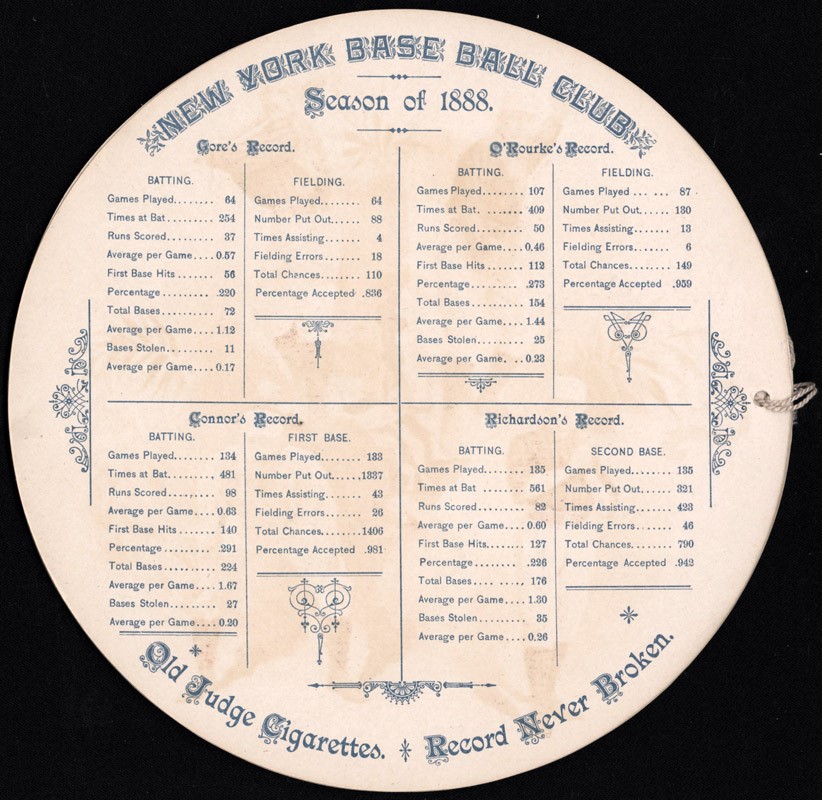 NEW YORK BASE BALL CLUB
Season of 1888.
Gore's Record.
BATTING.
Games Played........ 64
Times at Bat......... 254
Runs Scored......... 37
Average per Game....0.57
First Base Hits ...... 56
Percentage ......... .220
Total Bases......... 72
Average per Game....1.12
Bases Stolen......... 11
Average per Game....0.17
FIELDING.
Games Played........ 64
Number Put Out...... 88
Times Assisting....... 4
Fielding Errors....... 18
Total Chances........ 110
Percentage Accepted .836
O'Rourke's Record.
BATTING.
Games Played........ 107
Times at Bat. ....... 409
Runs Scored......... 50
Average per Game....0.46
First Base Hits ...... 112
Percentage......... .273
Total Bases ......... 154
Average per Game....1.44
Bases Stolen......... 25
Average per Game. ...0.23
FIELDING.
Games Played ... ... 87
Number Put Out...... 130
Times Assisting....... 13
Fielding Errors....... 6
Total Chances........ 149
Percentage Accepted .959
Connor's Record.
BATTING.
Games Played........ 134
Times at Bat......... 481
Runs Scored ........ 98
Average per Game....0.63
First Base Hits ...... 140
Percentage ......... .291
Total Bases ......... 224
Average per Game....1.67
Bases Stolen......... 27
Average per Game....0.20
FIRST BASE.
Games Played........ 133
Number Put Out......1337
Times Assisting....... 43
Fielding Errors....... 26
Total Chances........1406
Percentage Accepted .981
Richardson's Record.
BATTING.
Games Played........ 135
Times at Bat ........ 561
Runs Scored ........ 82
Average per Game....0.60
First Base Hits....... 127
Percentage......... .226
Total Bases.... ....., 176
Average per Game....1.30
Bases Stolen ........ 35
Average per Game....0.26
SECOND BASE.
Games Played........ 135
Number Put Out...... 321
Times Assisting....... 423
Fielding Errors....... 46
Total Chances........ 790
Percentage Accepted .942
Old Judge Cigarettes. Record Never Broken.